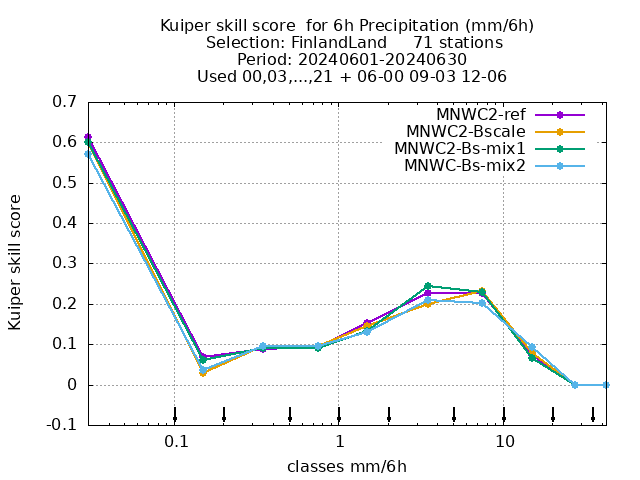 Kuiper skill score  for 6h Precipitation (mm/6h)
Selection: FinlandLand     71 stations
Period: 20240601-20240630
Used 00,03,...,21 + 06-00 09-03 12-06
MNWC2-ref
MNWC2-Bscale
MNWC2-Bs-mix1
MNWC-Bs-mix2
Kuiper skill score
0.7
0.6
0.5
0.4
0.3
0.2
0.1
0
-0.1
0.1 1 10
classes mm/6h